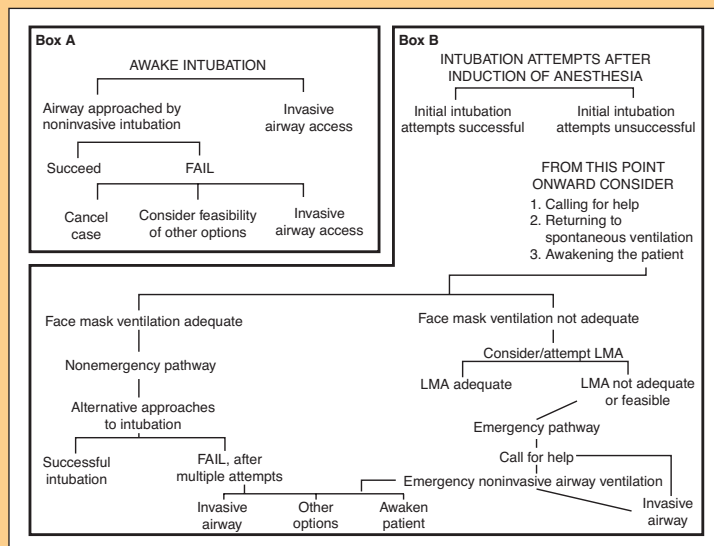 Box A
AWAKE INTUBATION
Airway approached by
noninvasive intubation
Invasive
airway access
Succeed
FAIL
Cancel
case
Consider feasibility
of other options
Invasive
airway access
Box B
INTUBATION ATTEMPTS AFTER
INDUCTION OF ANESTHESIA
Initial intubation
attempts successful
Initial intubation
attempts unsuccessful
FROM THIS POINT
ONWARD CONSIDER
1. Calling for help
2. Returning to
spontaneous ventilation
3. Awakening the patient
Face mask ventilation adequate
Nonemergency pathway
Alternative approaches
to intubation
Successful
intubation
FAIL, after
multiple attempts
Invasive
airway
Other
options
Awaken
patient
Face mask ventilation not adequate
Consider/attempt LMA
LMA adequate
LMA not adequate
or feasible
Emergency pathway
Call for help
Emergency noninvasive airway ventilation
Invasive
airway